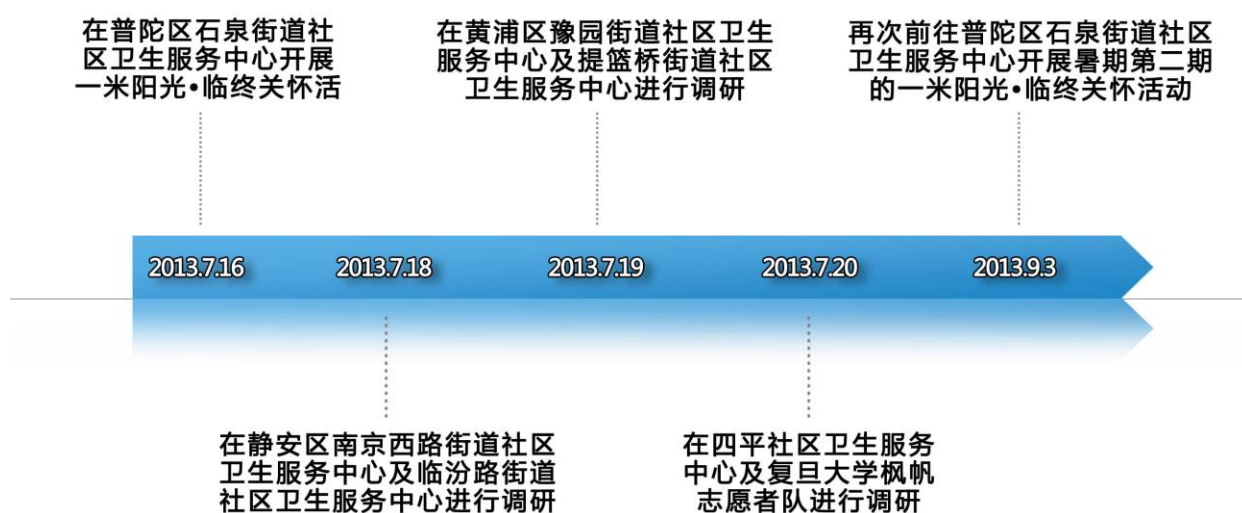 在普陀区石泉街道社
区卫生服务中心开展
一米阳光•临终关怀活
在黄浦区豫园街道社区卫生
服务中心及提篮桥街道社区
卫生服务中心进行调研
再次前往普陀区石泉街道社区
卫生服务中心开展暑期第二期
的一米阳光•临终关怀活动
2013.7.16
2013.7.18
2013.7.19
2013.7.20
2013.9.3
在静安区南京西路街道社区
卫生服务中心及临汾路街道
社区卫生服务中心进行调研
在四平社区卫生服务
中心及复旦大学枫帆
志愿者队进行调研